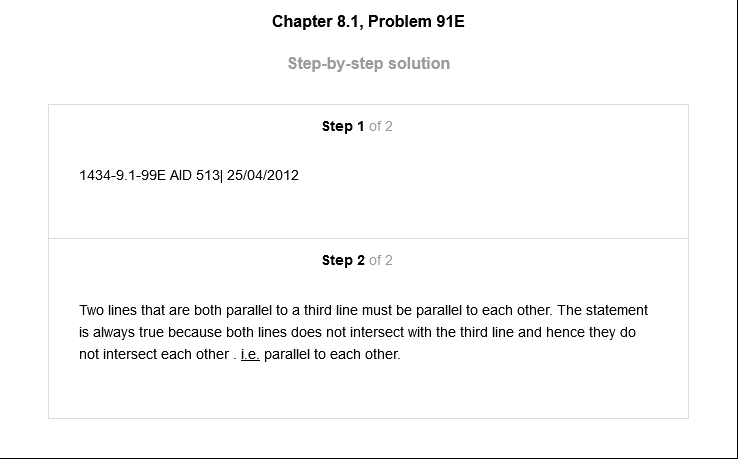 Chapter 8.1, Problem 91E
Step-by-step solution
Step 1 of 2
1434-9.1-99E AID 513| 25/04/2012
Step 2 of 2
Two lines that are both parallel to a third line must be parallel to each other. The statement
is always true because both lines does not intersect with the third line and hence they do
not intersect each other . i.e. parallel to each other.